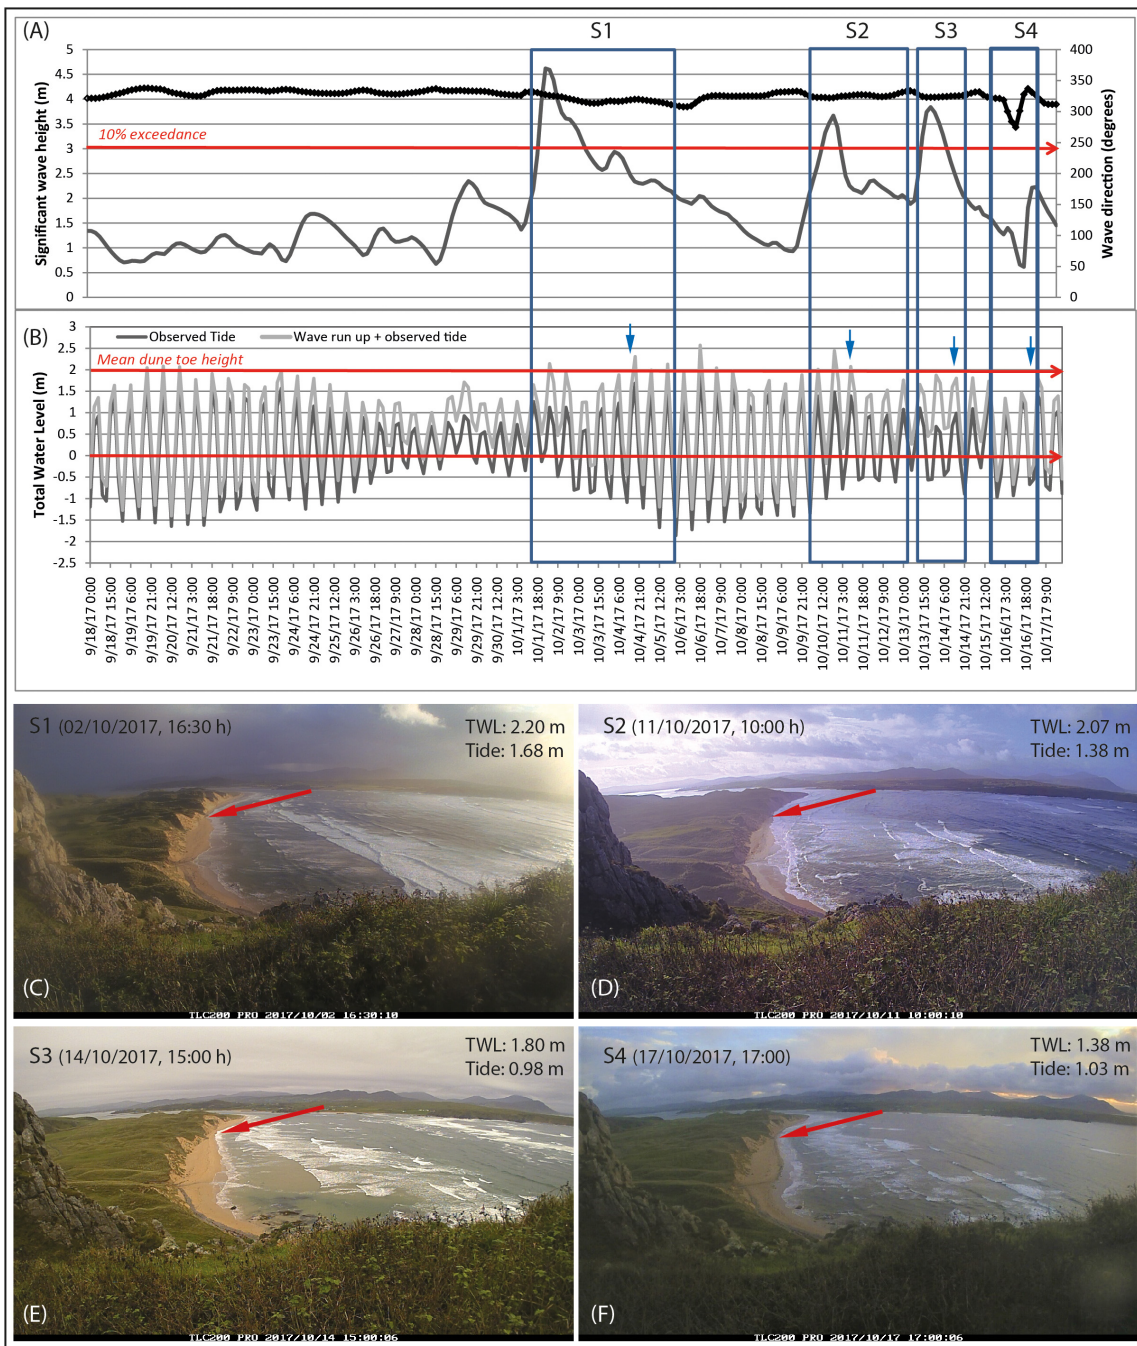 (A)
S1 S2 S3 S4
5
4.5
4
3.5
3
2.5
2
1.5
1
0.5
0
Significant wave height (m)
10% exceedance
400
350
300
250
200
150
100
50
0
Wave direction (degrees)
(B)
Observed Tide Wave run up + observed tide
Mean dune toe height
3
2.5
2
1.5
1
0.5
0
-0.5
-1
-1.5
-2
-2.5
Total Water Level (m)
9/18/17 0:00
9/18/17 15:00
9/19/17 6:00
9/19/17 21:00
9/20/17 12:00
9/21/17 3:00
9/21/17 18:00
9/22/17 9:00
9/23/17 0:00
9/23/17 15:00
9/24/17 6:00
9/24/17 21:00
9/25/17 12:00
9/26/17 3:00
9/26/17 18:00
9/27/17 9:00
9/28/17 0:00
9/28/17 15:00
9/29/17 6:00
9/29/17 21:00
9/30/17 12:00
10/1/17 3:00
10/1/17 18:00
10/2/17 9:00
10/3/17 0:00
10/3/17 15:00
10/4/17 6:00
10/4/17 21:00
10/5/17 12:00
10/6/17 3:00
10/6/17 18:00
10/7/17 9:00
10/8/17 0:00
10/8/17 15:00
10/9/17 6:00
10/9/17 21:00
10/10/17 12:00
10/11/17 3:00
10/11/17 18:00
10/12/17 9:00
10/13/17 0:00
10/13/17 15:00
10/14/17 6:00
10/14/17 21:00
10/15/17 12:00
10/16/17 3:00
10/16/17 18:00
10/17/17 9:00
S1 (02/10/2017, 16:30 h)
TWL: 2.20 m
Tide: 1.68 m
(C)
TLC200 PRO 2017/10/02 16:30:10
S2 (11/10/2017, 10:00 h)
TWL: 2.07 m
Tide: 1.38 m
(D)
TLC200 PRO 2017/10/11 10:00:10
S3 (14/10/2017, 15:00 h)
TWL: 1.80 m
Tide: 0.98 m
(E)
TLC200 PRO 2017/10/14 15:00:06
S4 (17/10/2017, 17:00)
TWL: 1.38 m
Tide: 1.03 m
(F)
TLC200 PRO 2017/10/17 17:00:06